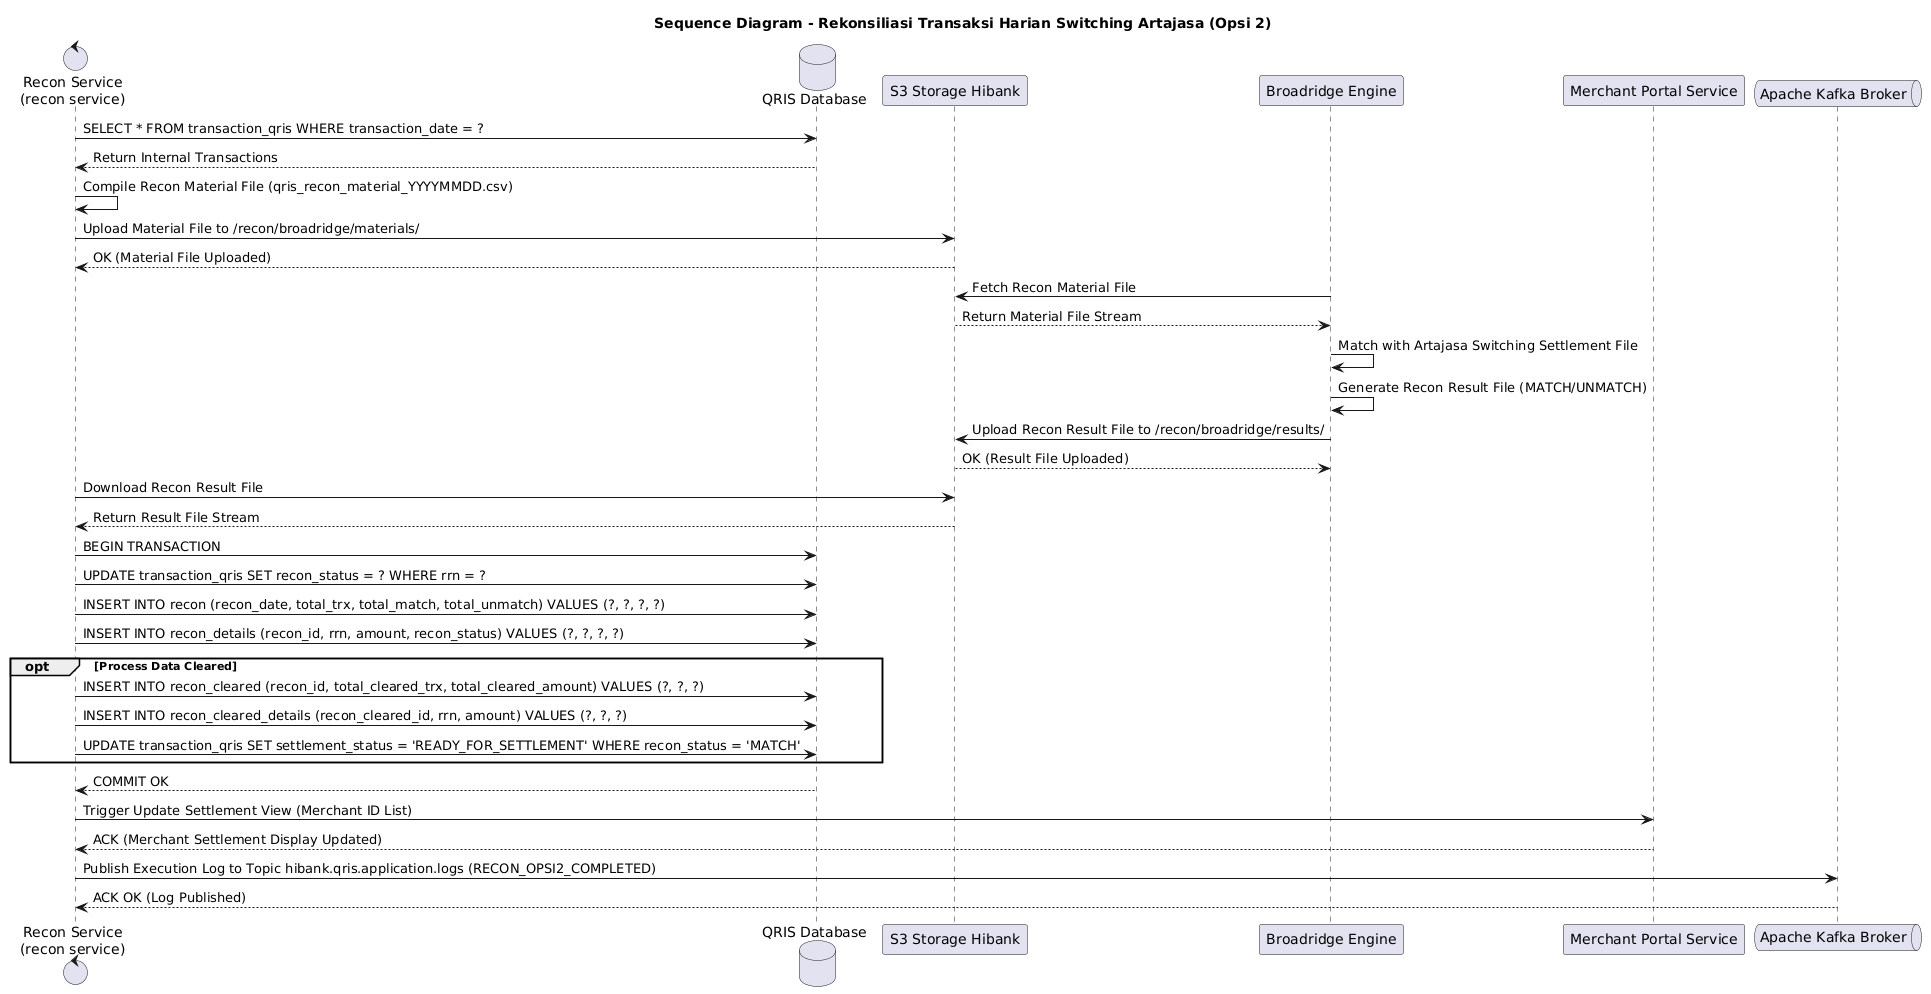 Sequence Diagram - Rekonsiliasi Transaksi Harian Switching Artajasa (Opsi 2)
Recon Service
(recon service)
QRIS Database
S3 Storage Hibank
Broadridge Engine
Merchant Portal Service
Apache Kafka Broker
SELECT * FROM transaction_qris WHERE transaction_date = ?
Return Internal Transactions
Compile Recon Material File (qris_recon_material_YYYYMMDD.csv)
Upload Material File to /recon/broadridge/materials/
OK (Material File Uploaded)
Fetch Recon Material File
Return Material File Stream
Match with Artajasa Switching Settlement File
Generate Recon Result File (MATCH/UNMATCH)
Upload Recon Result File to /recon/broadridge/results/
OK (Result File Uploaded)
Download Recon Result File
Return Result File Stream
BEGIN TRANSACTION
UPDATE transaction_qris SET recon_status = ? WHERE rrn = ?
INSERT INTO recon (recon_date, total_trx, total_match, total_unmatch) VALUES (?, ?, ?, ?)
INSERT INTO recon_details (recon_id, rrn, amount, recon_status) VALUES (?, ?, ?, ?)
opt [Process Data Cleared]
INSERT INTO recon_cleared (recon_id, total_cleared_trx, total_cleared_amount) VALUES (?, ?, ?)
INSERT INTO recon_cleared_details (recon_cleared_id, rrn, amount) VALUES (?, ?, ?)
UPDATE transaction_qris SET settlement_status = 'READY_FOR_SETTLEMENT' WHERE recon_status = 'MATCH'
COMMIT OK
Trigger Update Settlement View (Merchant ID List)
ACK (Merchant Settlement Display Updated)
Publish Execution Log to Topic hibank.qris.application.logs (RECON_OPSI2_COMPLETED)
ACK OK (Log Published)
Recon Service
(recon service)
QRIS Database
S3 Storage Hibank
Broadridge Engine
Merchant Portal Service
Apache Kafka Broker